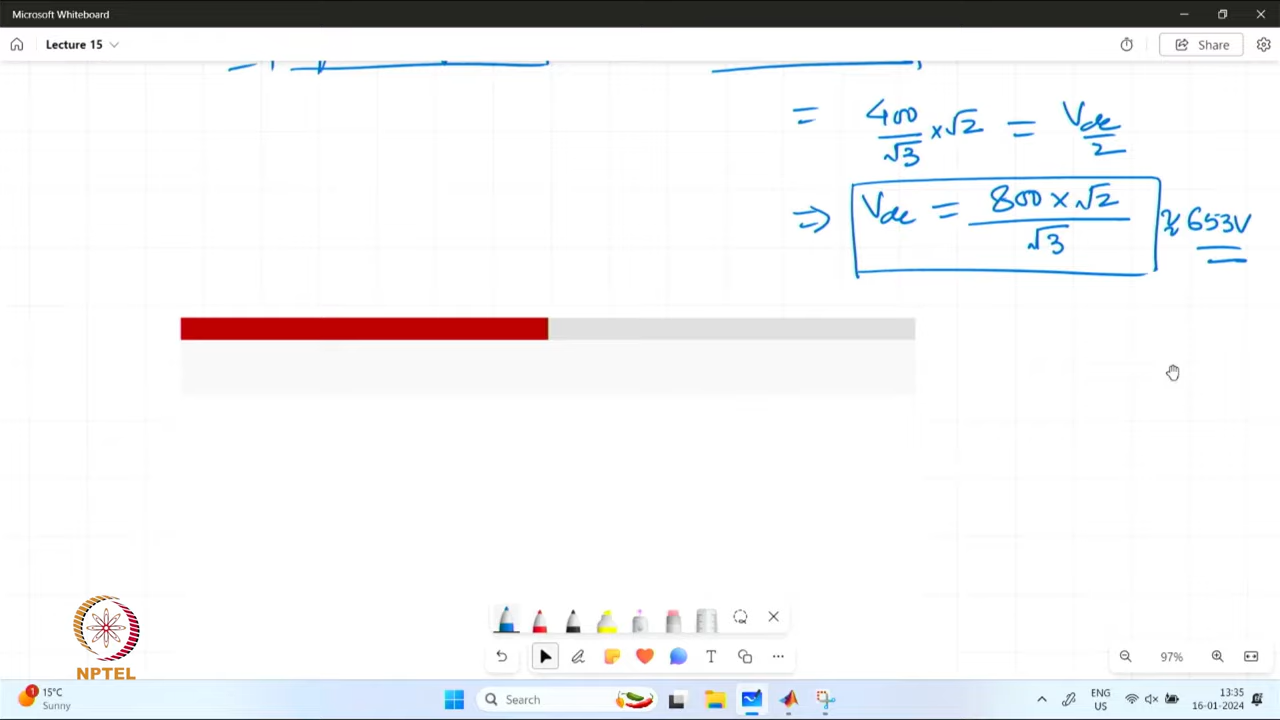 Microsoft Whiteboard
Lecture 15
Share
= 400/√3 × √2 = Vdc/2
⇒ Vdc = 800 × √2/√3 ≈ 653V
NPTEL
T
97%
1
15°C
Sunny
Search
ENG
US
13:35
16-01-2024